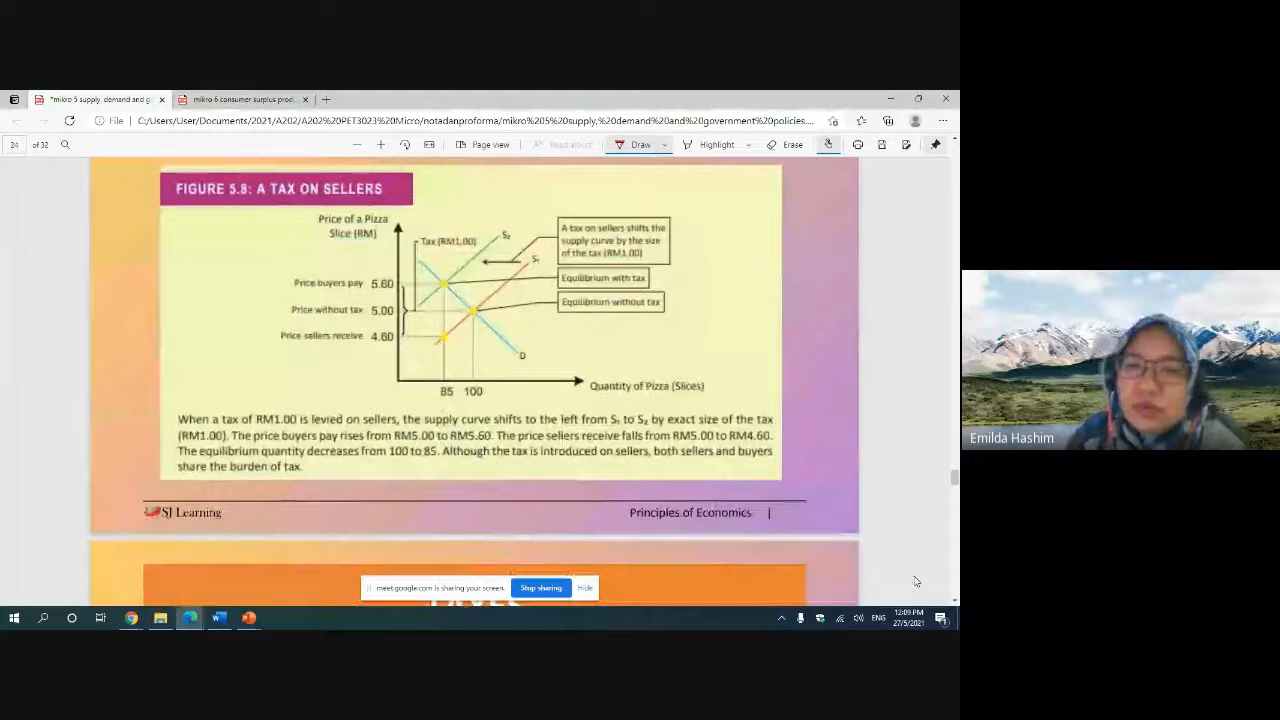 *mikro 5 supply, demand and g
mikro 6 consumer surplus prod
File
C:/Users/User/Documents/2021/A202/A202%20PET3023%20Micro/notadanproforma/mikro%205%20supply,%20demand%20and%20government%20policies....
24 of 32
Page view
Read aloud
Draw
Highlight
Erase
FIGURE 5.8: A TAX ON SELLERS
Price of a Pizza
Slice (RM)
Tax (RM1.00)
S₂
S₁
A tax on sellers shifts the
supply curve by the size
of the tax (RM1.00)
Price buyers pay 5.60
Equilibrium with tax
Price without tax 5.00
Equilibrium without tax
Price sellers receive 4.60
D
85 100
Quantity of Pizza (Slices)
When a tax of RM1.00 is levied on sellers, the supply curve shifts to the left from S₁ to S₂ by exact size of the tax
(RM1.00). The price buyers pay rises from RM5.00 to RM5.60. The price sellers receive falls from RM5.00 to RM4.60.
The equilibrium quantity decreases from 100 to 85. Although the tax is introduced on sellers, both sellers and buyers
share the burden of tax.
SJ Learning
Principles of Economics |
meet.google.com is sharing your screen.
Stop sharing
Hide
ENG
12:09 PM
27/5/2021
Emilda Hashim